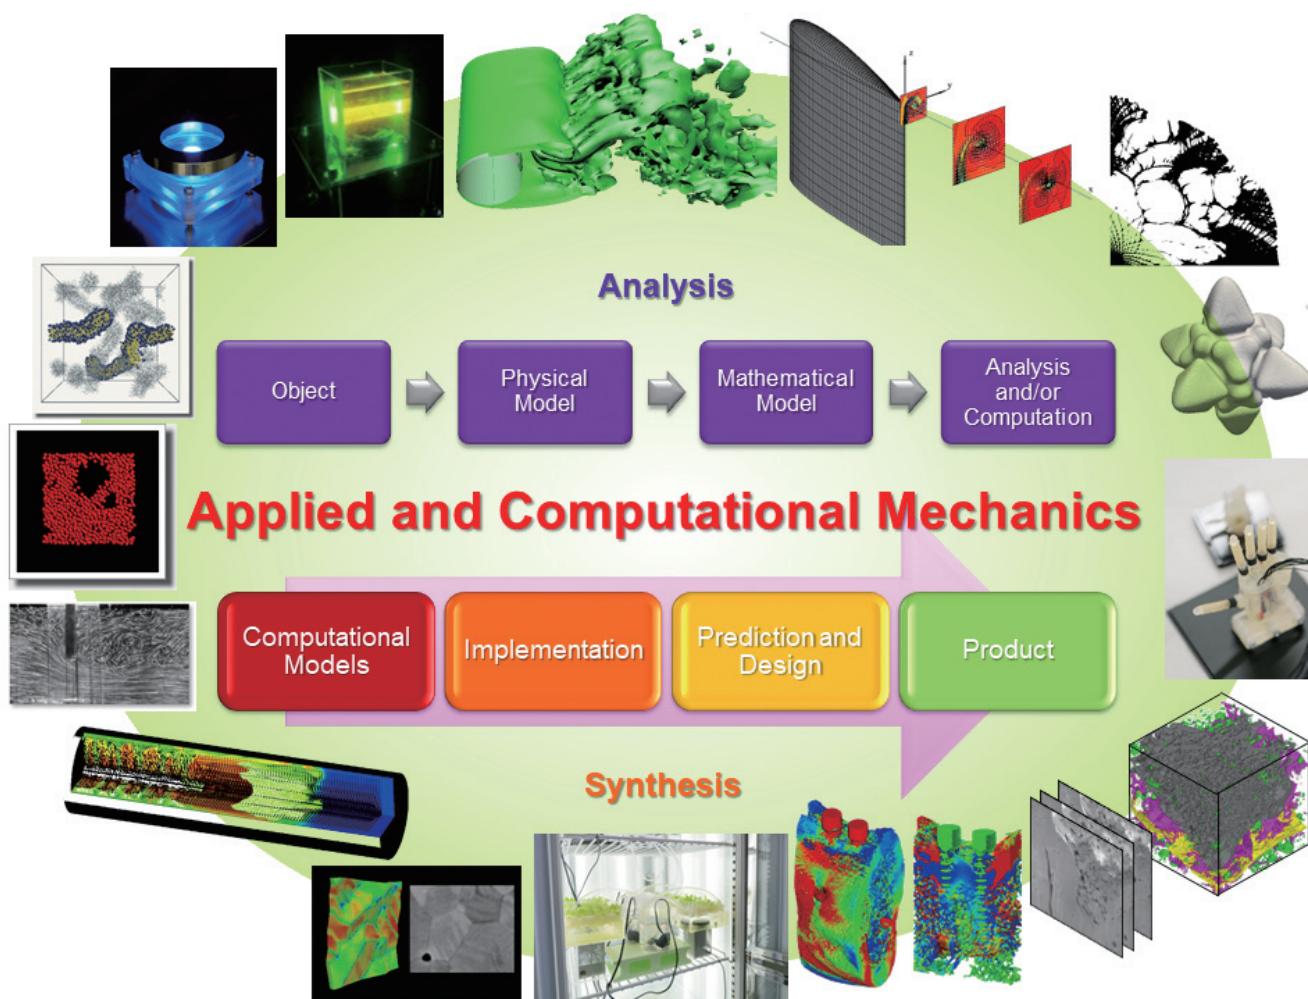 z
y
x
Analysis
Object
Physical
Model
Mathematical
Model
Analysis
and/or
Computation
Applied and Computational Mechanics
Computational
Models
Implementation
Prediction and
Design
Product
Synthesis